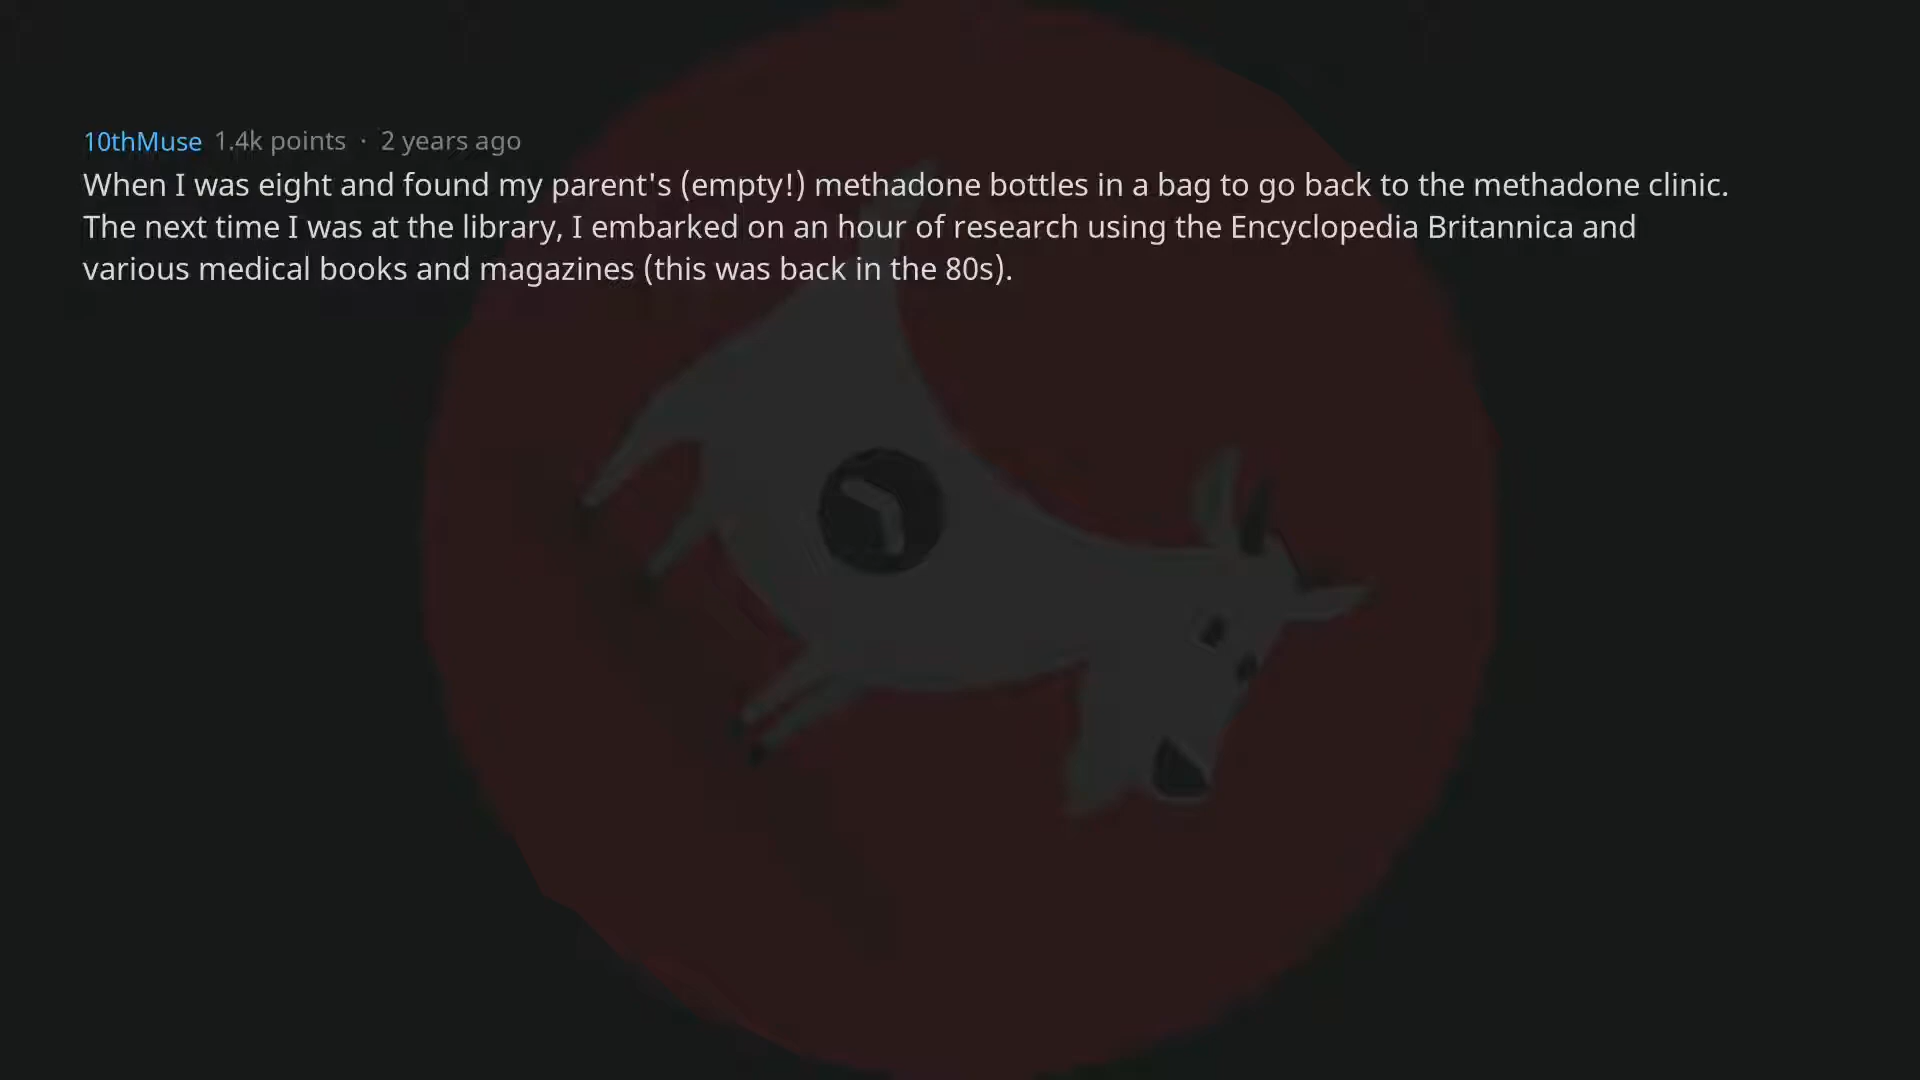 10thMuse 1.4k points · 2 years ago
When I was eight and found my parent's (empty!) methadone bottles in a bag to go back to the methadone clinic.
The next time I was at the library, I embarked on an hour of research using the Encyclopedia Britannica and
various medical books and magazines (this was back in the 80s).